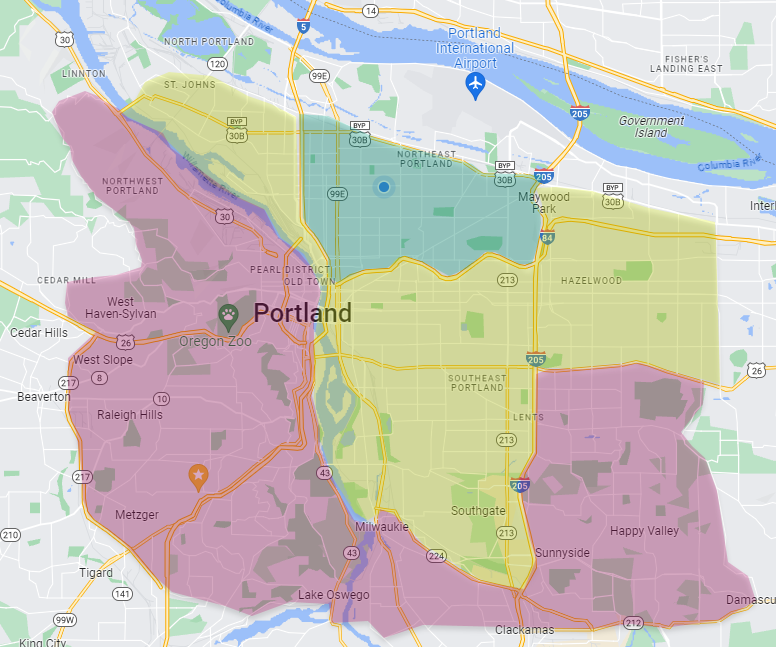 Columbia River
14
5
30
NORTH PORTLAND
Portland
International
Airport
120
FISHER'S
LANDING EAST
LINNTON
99E
ST. JOHNS
205
Government
Island
BYP
30B
BYP
30B
NORTHEAST
PORTLAND
Willamette River
Columbia River
BYP
30B
205
NORTHWEST
PORTLAND
99E
BYP
30B
Maywood
Park
30
84
PEARL DISTRICT
OLD TOWN
CEDAR MILL
213
HAZELWOOD
West
Haven-Sylvan
Portland
Cedar Hills
26
Oregon Zoo
West Slope
205
26
217
8
SOUTHEAST
PORTLAND
Beaverton
10
Raleigh Hills
LENTS
213
217
43
205
Metzger
Southgate
Milwaukie
210
213
Happy Valley
43
224
Sunnyside
Tigard
141
Lake Oswego
Damascu
99W
Clackamas
212
King City